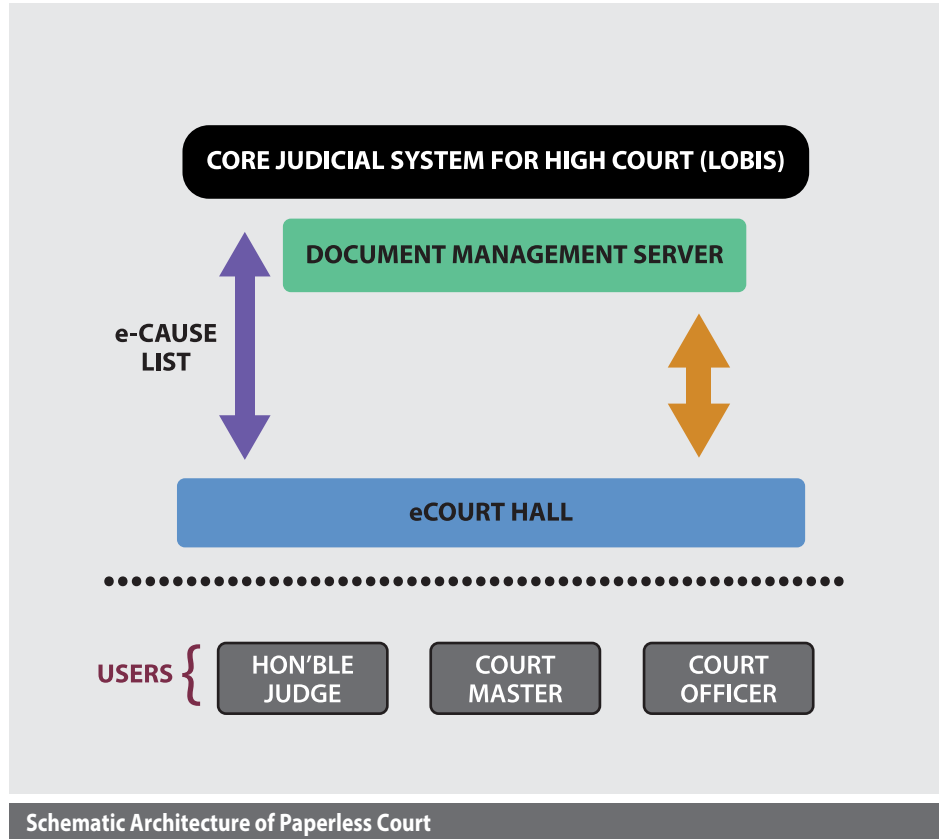 CORE JUDICIAL SYSTEM FOR HIGH COURT (LOBIS)
DOCUMENT MANAGEMENT SERVER
e-CAUSE
LIST
eCOURT HALL
USERS
HON'BLE
JUDGE
COURT
MASTER
COURT
OFFICER
Schematic Architecture of Paperless Court